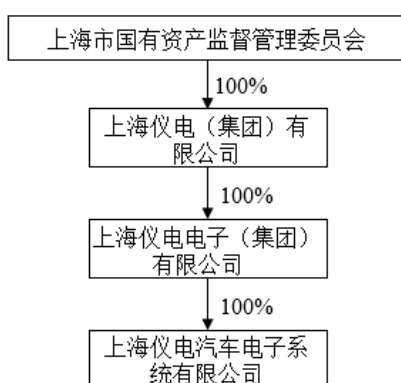 上海市国有资产监督管理委员会
100%
上海仪电（集团）有
限公司
100%
上海仪电电子（集团）
有限公司
100%
上海仪电汽车电子系
统有限公司